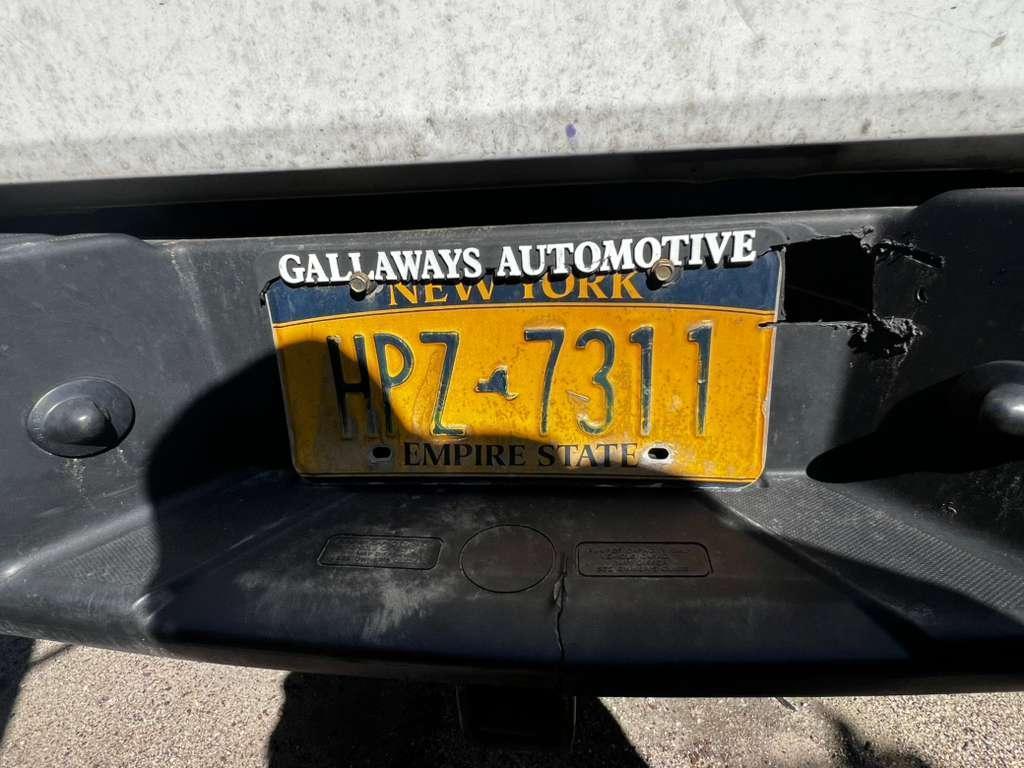 GALLAWAYS AUTOMOTIVE
NEW YORK
HPZ 7311
EMPIRE STATE